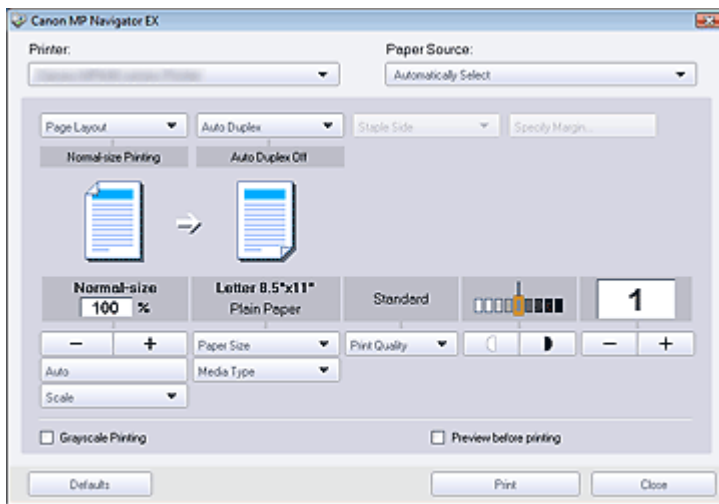 Canon MP Navigator EX
Printer:
Paper Source:
Automatically Select
Page Layout
Auto Duplex
Staple Side
Specify Margin...
Normal-size Printing
Auto Duplex Off
Normal-size
100 %
Letter 8.5"x11"
Plain Paper
Standard
1
Paper Size
Print Quality
Auto
Media Type
Scale
Grayscale Printing
Preview before printing
Defaults
Print
Close